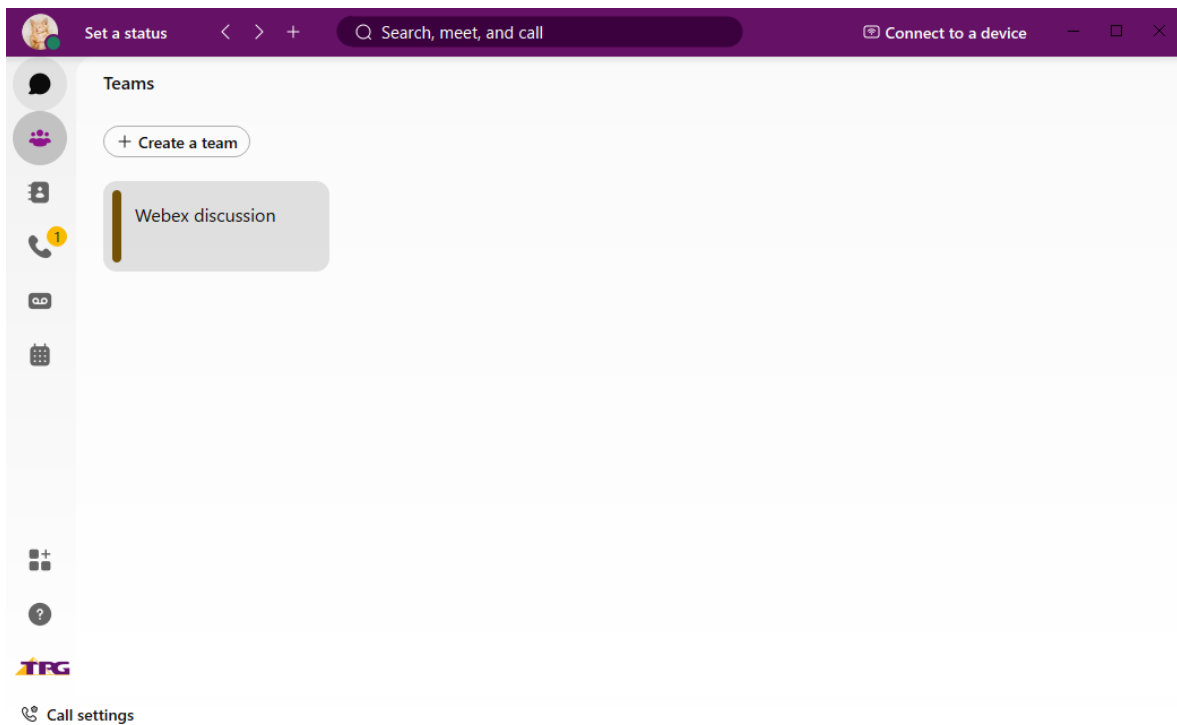 Set a status
Search, meet, and call
Connect to a device
Teams
+ Create a team
Webex discussion
1
TPG
Call settings